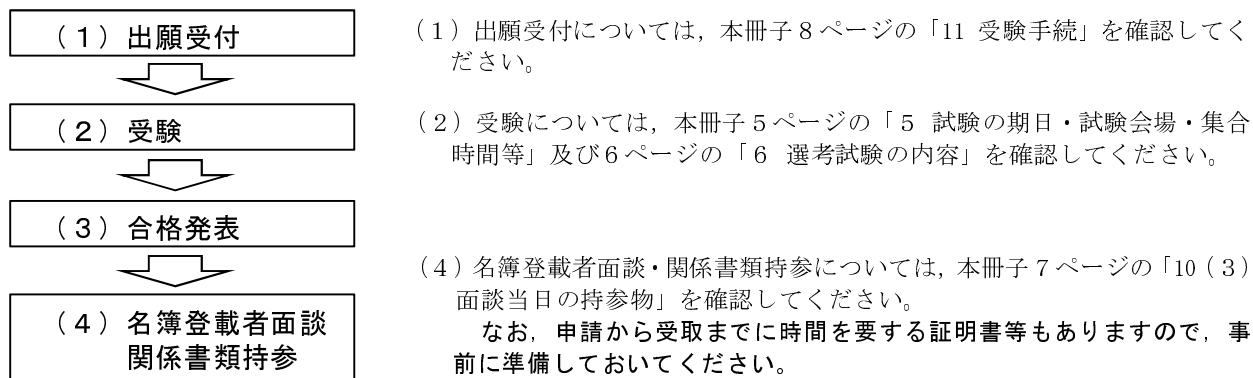 （１）出願受付
（２）受験
（３）合格発表
（４）名簿登載者面談
関係書類持参
（１）出願受付については，本冊子８ページの「11 受験手続」を確認してく
ださい。
（２）受験については，本冊子５ページの「５ 試験の期日・試験会場・集合
時間等」及び６ページの「６ 選考試験の内容」を確認してください。
（４）名簿登載者面談・関係書類持参については，本冊子７ページの「10（３）
面談当日の持参物」を確認してください。
なお，申請から受取までに時間を要する証明書等もありますので，事
前に準備しておいてください。